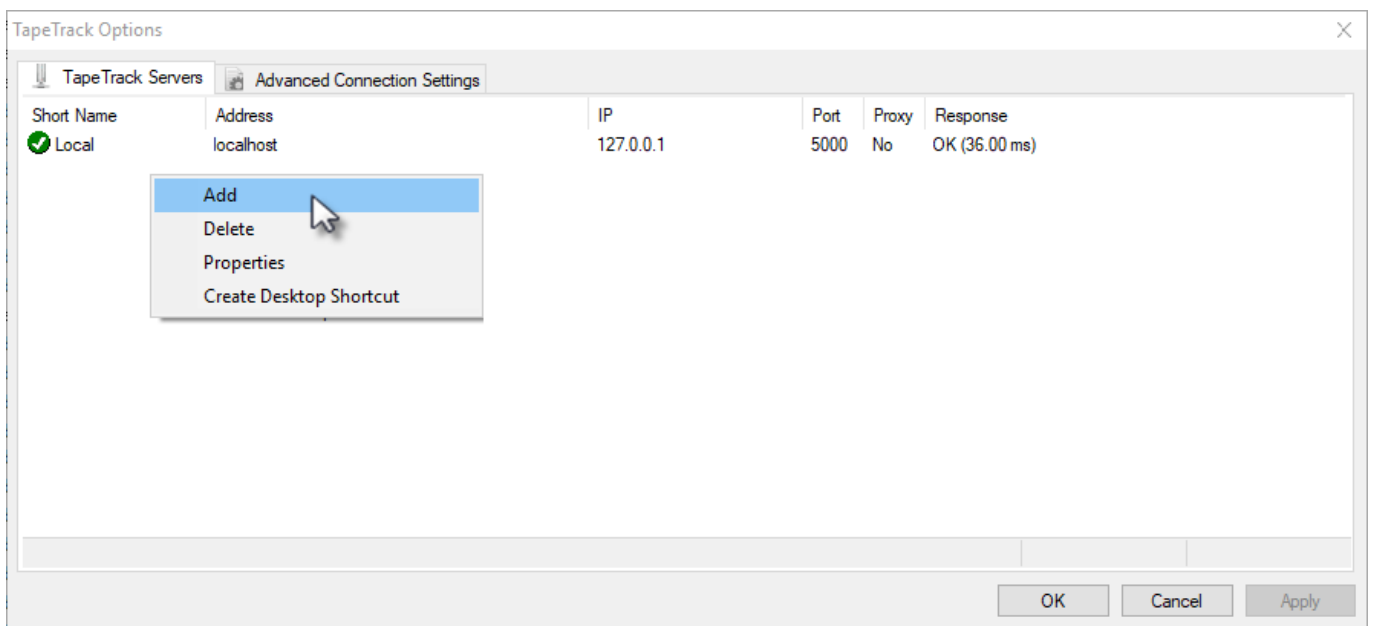 TapeTrack Options
TapeTrack Servers Advanced Connection Settings
Short Name Address IP Port Proxy Response
Local localhost 127.0.0.1 5000 No OK (36.00 ms)
Add
Delete
Properties
Create Desktop Shortcut
OK Cancel Apply